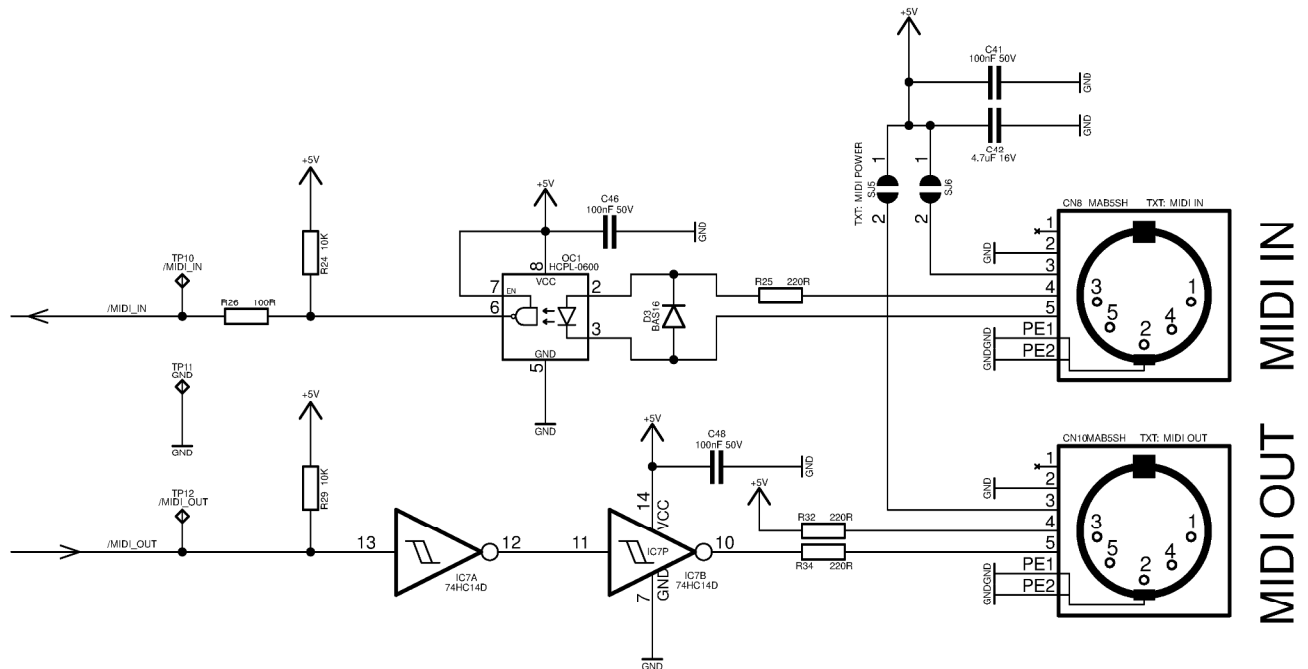 +5V
C41
100nF 50V
GND
C42
4.7uF 16V
GND
TXT: MIDI POWER
1
SJ5
2
1
SJ6
2
+5V
R24 10K
TP10
/MIDI_IN
/MIDI_IN
R26 100R
+5V
C46
100nF 50V
GND
OC1
HCPL-0600
8
VCC
7
EN
6
2
3
GND
5
GND
D3
BAS16
R25 220R
CN8 MAB5SH TXT: MIDI IN
1
2
3
4
5
PE1
PE2
GND
GNDGND
3
5
2
4
1
MIDI IN
TP11
GND
GND
+5V
R29 10K
TP12
/MIDI_OUT
/MIDI_OUT
13
12
IC7A
74HC14D
+5V
C48
100nF 50V
GND
14
VCC
11
IC7P
10
IC7B
74HC14D
GND
7
GND
+5V
R32 220R
R34 220R
CN10MAB5SH TXT: MIDI OUT
1
2
3
4
5
PE1
PE2
GND
GNDGND
3
5
2
4
1
MIDI OUT